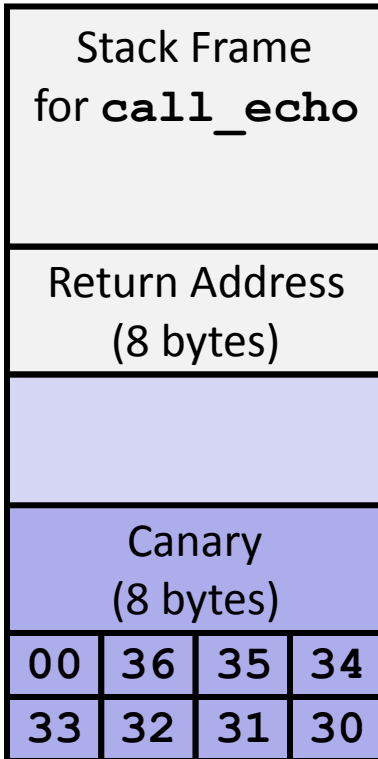 Stack Frame
for call_echo
Return Address
(8 bytes)
Canary
(8 bytes)
00 36 35 34
33 32 31 30